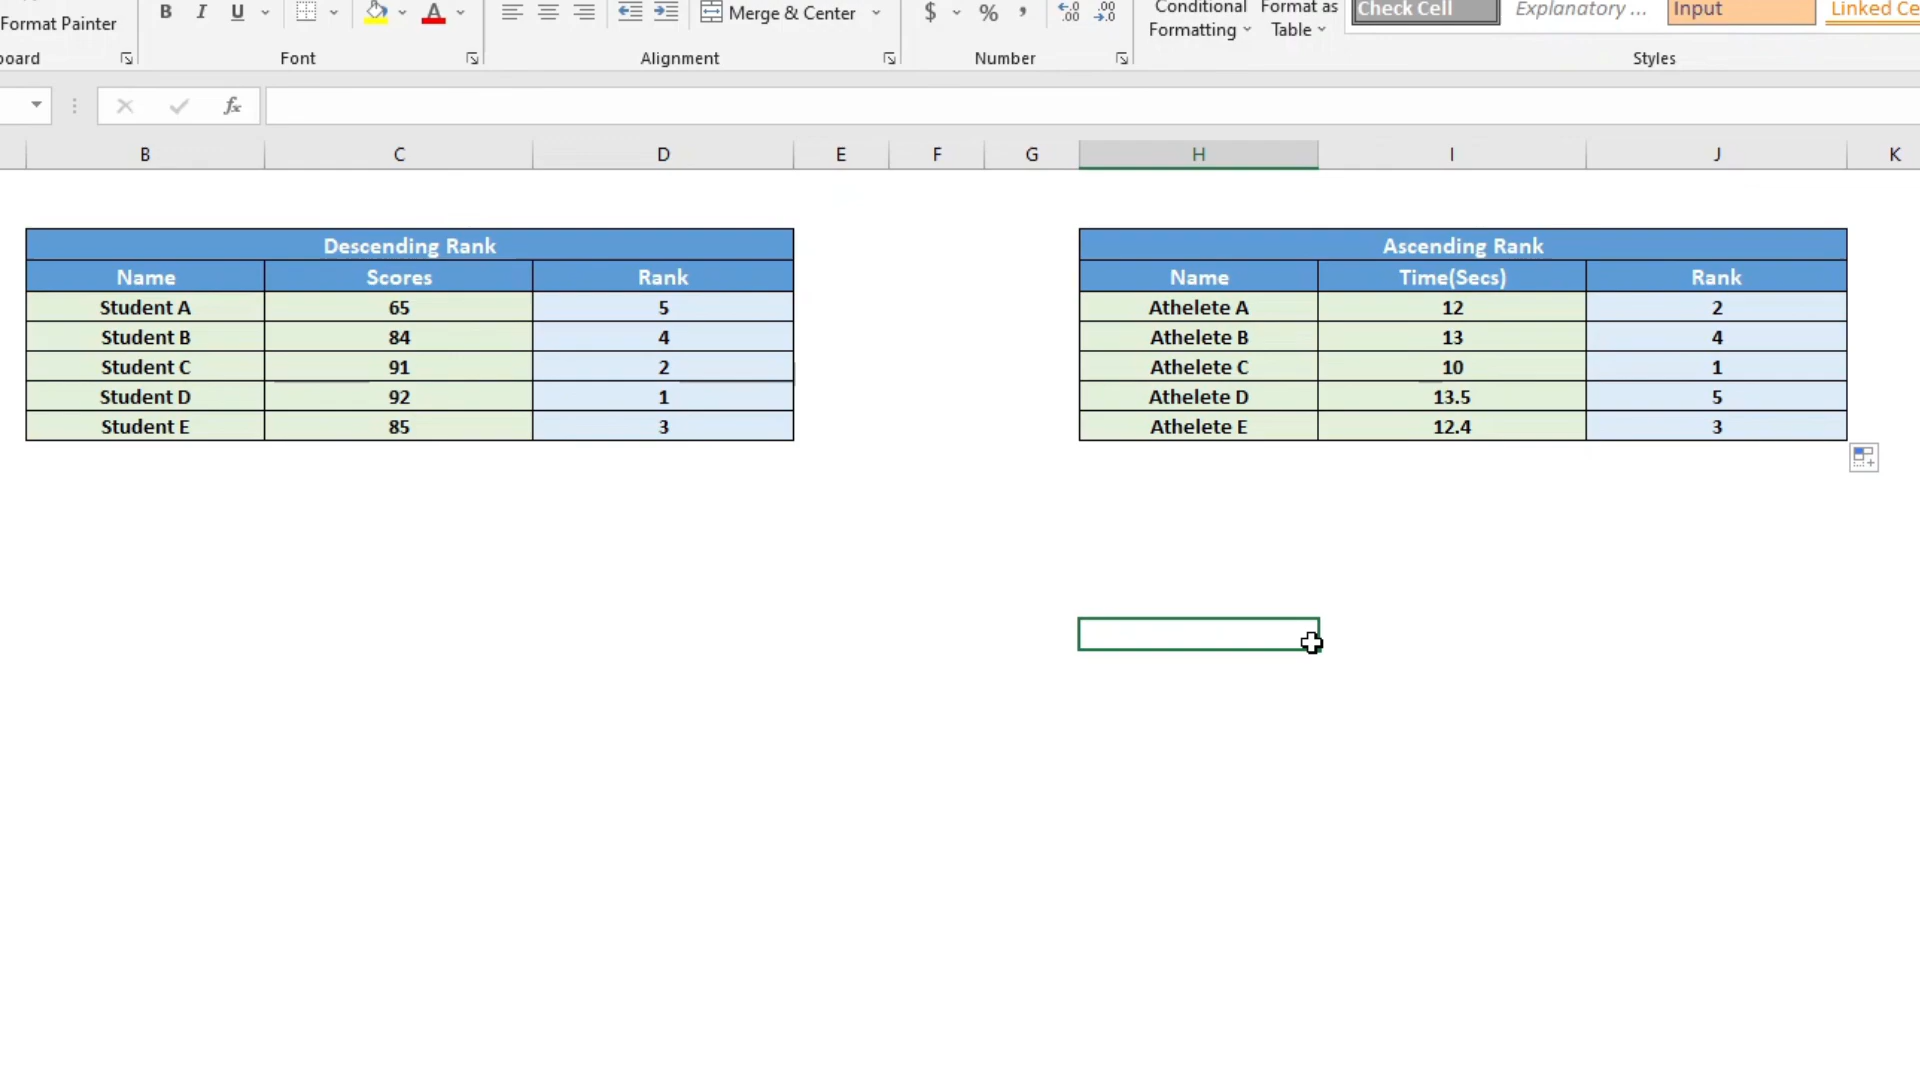 Format Painter
B I U
A
Merge & Center
$ % ,
Conditional
Formatting
Format as
Table
Check Cell
Explanatory ...
Input
Linked Ce
oard
Font
Alignment
Number
Styles
fx
B C D E F G H I J K
Descending Rank
Name Scores Rank
Student A 65 5
Student B 84 4
Student C 91 2
Student D 92 1
Student E 85 3
Ascending Rank
Name Time(Secs) Rank
Athelete A 12 2
Athelete B 13 4
Athelete C 10 1
Athelete D 13.5 5
Athelete E 12.4 3